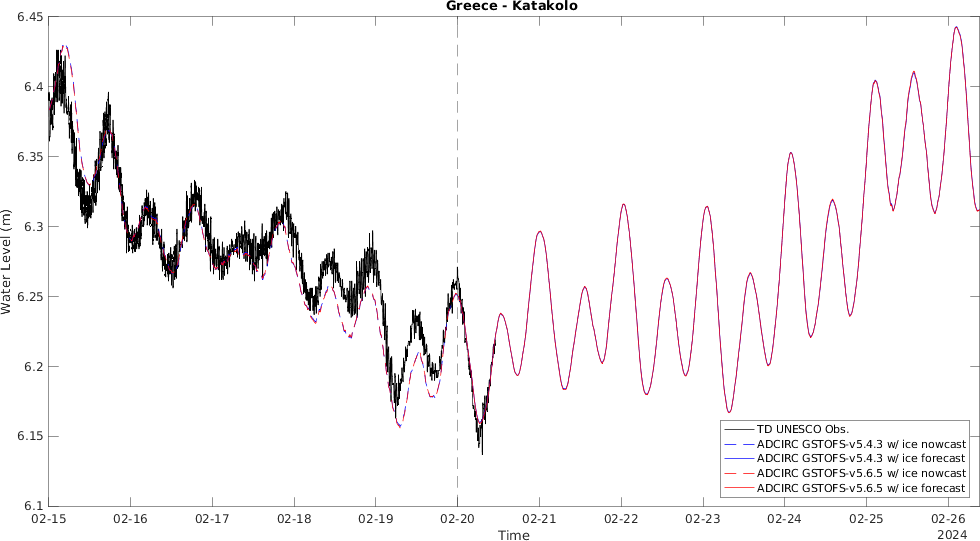 Greece - Katakolo
6.45
6.4
6.35
6.3
6.25
6.2
6.15
6.1
Water Level (m)
TD UNESCO Obs.
ADCIRC GSTOFS-v5.4.3 w/ ice nowcast
ADCIRC GSTOFS-v5.4.3 w/ ice forecast
ADCIRC GSTOFS-v5.6.5 w/ ice nowcast
ADCIRC GSTOFS-v5.6.5 w/ ice forecast
02-15 02-16 02-17 02-18 02-19 02-20 02-21 02-22 02-23 02-24 02-25 02-26
Time
2024